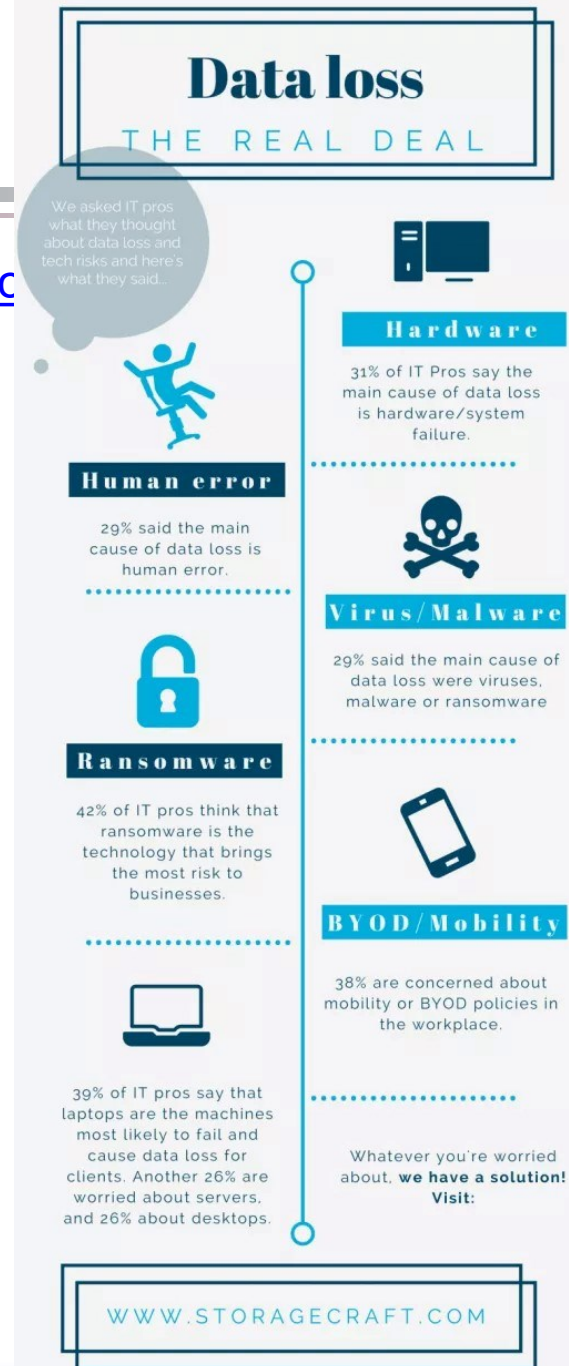 Data loss
THE REAL DEAL
We asked IT pros
what they thought
about data loss and
tech risks and here's
what they said...
Hardware
31% of IT Pros say the
main cause of data loss
is hardware/system
failure.
Human error
29% said the main
cause of data loss is
human error.
Virus/Malware
29% said the main cause of
data loss were viruses,
malware or ransomware
Ransomware
42% of IT pros think that
ransomware is the
technology that brings
the most risk to
businesses.
BYOD/Mobility
38% are concerned about
mobility or BYOD policies in
the workplace.
39% of IT pros say that
laptops are the machines
most likely to fail and
cause data loss for
clients. Another 26% are
worried about servers,
and 26% about desktops.
Whatever you're worried
about, we have a solution!
Visit:
WWW.STORAGECRAFT.COM